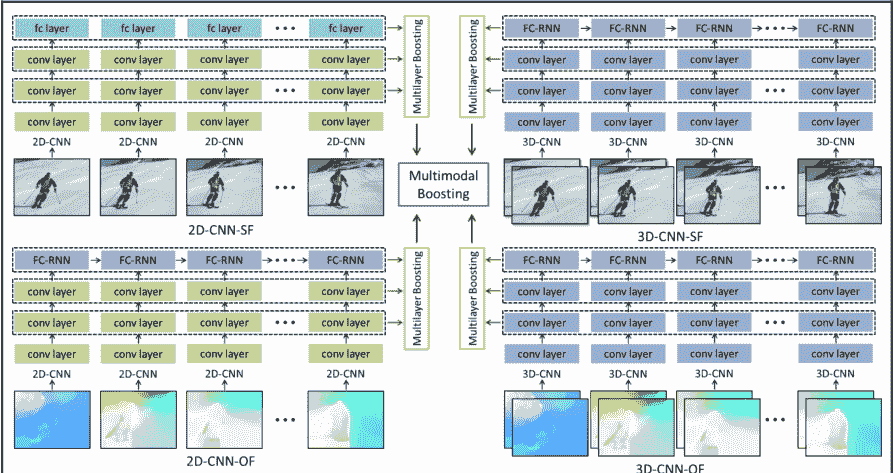 fc layer fc layer fc layer ••• fc layer
conv layer conv layer conv layer conv layer
conv layer conv layer conv layer ••• conv layer
conv layer conv layer conv layer conv layer
2D-CNN 2D-CNN 2D-CNN 2D-CNN
•••
2D-CNN-SF
Multilayer Boosting
Multilayer Boosting
FC-RNN FC-RNN FC-RNN FC-RNN
conv layer conv layer conv layer conv layer
conv layer conv layer conv layer ••• conv layer
conv layer conv layer conv layer conv layer
3D-CNN 3D-CNN 3D-CNN 3D-CNN
•••
3D-CNN-SF
Multimodal
Boosting
FC-RNN FC-RNN FC-RNN FC-RNN
conv layer conv layer conv layer conv layer
conv layer conv layer conv layer ••• conv layer
conv layer conv layer conv layer conv layer
2D-CNN 2D-CNN 2D-CNN 2D-CNN
•••
2D-CNN-OF
Multilayer Boosting
Multilayer Boosting
FC-RNN FC-RNN FC-RNN FC-RNN
conv layer conv layer conv layer conv layer
conv layer conv layer conv layer ••• conv layer
conv layer conv layer conv layer conv layer
3D-CNN 3D-CNN 3D-CNN 3D-CNN
•••
3D-CNN-OF